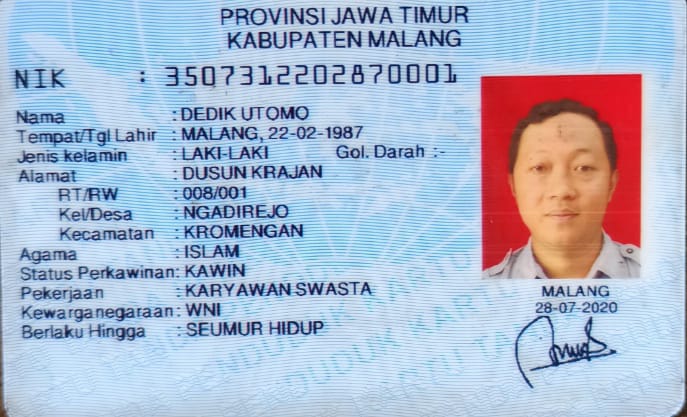 PROVINSI JAWA TIMUR
KABUPATEN MALANG
NIK : 3507312202870001
Nama : DEDIK UTOMO
Tempat/Tgl Lahir : MALANG, 22-02-1987
Jenis kelamin : LAKI-LAKI Gol. Darah :-
Alamat : DUSUN KRAJAN
RT/RW : 008/001
Kel/Desa : NGADIREJO
Kecamatan : KROMENGAN
Agama : ISLAM
Status Perkawinan: KAWIN
Pekerjaan : KARYAWAN SWASTA
Kewarganegaraan: WNI
Berlaku Hingga : SEUMUR HIDUP
MALANG
28-07-2020